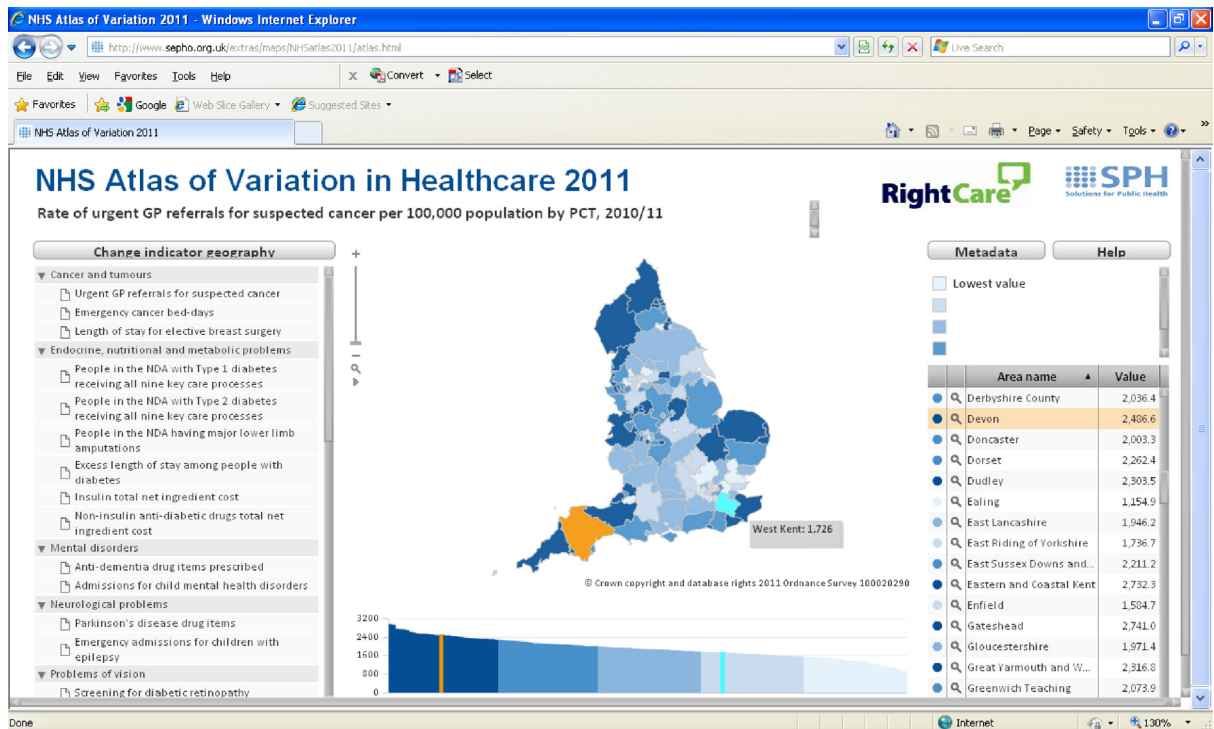 NHS Atlas of Variation 2011 - Windows Internet Explorer
http://www.sepho.org.uk/extras/maps/NHSatlas2011/atlas.html
Live Search
File Edit View Favorites Tools Help
x Convert Select
Favorites Google Web Slice Gallery Suggested Sites
NHS Atlas of Variation 2011
Page Safety Tools
NHS Atlas of Variation in Healthcare 2011
Rate of urgent GP referrals for suspected cancer per 100,000 population by PCT, 2010/11
RightCare
SPH
Solutions for Public Health
Change indicator geography
Cancer and tumours
Urgent GP referrals for suspected cancer
Emergency cancer bed-days
Length of stay for elective breast surgery
Endocrine, nutritional and metabolic problems
People in the NDA with Type 1 diabetes
receiving all nine key care processes
People in the NDA with Type 2 diabetes
receiving all nine key care processes
People in the NDA having major lower limb
amputations
Excess length of stay among people with
diabetes
Insulin total net ingredient cost
Non-insulin anti-diabetic drugs total net
ingredient cost
Mental disorders
Anti-dementia drug items prescribed
Admissions for child mental health disorders
Neurological problems
Parkinson's disease drug items
Emergency admissions for children with
epilepsy
Problems of vision
Screening for diabetic retinopathy
West Kent: 1,726
© Crown copyright and database rights 2011 Ordnance Survey 100020290
3200
2400
1600
800
0
Metadata Help
Lowest value
Area name Value
Derbyshire County 2,036.4
Devon 2,486.6
Doncaster 2,003.3
Dorset 2,262.4
Dudley 2,303.5
Ealing 1,154.9
East Lancashire 1,946.2
East Riding of Yorkshire 1,736.7
East Sussex Downs and... 2,211.2
Eastern and Coastal Kent 2,732.3
Enfield 1,584.7
Gateshead 2,741.0
Gloucestershire 1,971.4
Great Yarmouth and W... 2,316.8
Greenwich Teaching 2,073.9
Done Internet 130%